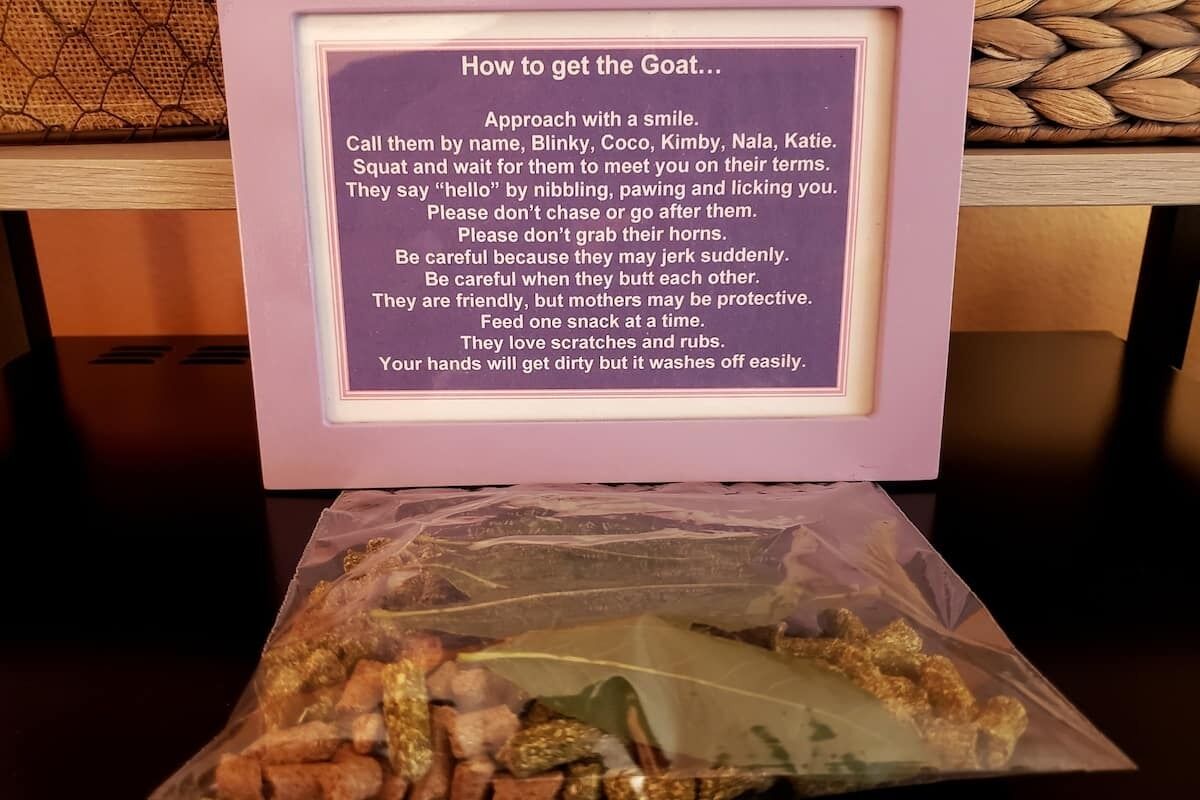 How to get the Goat...
Approach with a smile.
Call them by name, Blinky, Coco, Kimby, Nala, Katie.
Squat and wait for them to meet you on their terms.
They say “hello” by nibbling, pawing and licking you.
Please don’t chase or go after them.
Please don’t grab their horns.
Be careful because they may jerk suddenly.
Be careful when they butt each other.
They are friendly, but mothers may be protective.
Feed one snack at a time.
They love scratches and rubs.
Your hands will get dirty but it washes off easily.